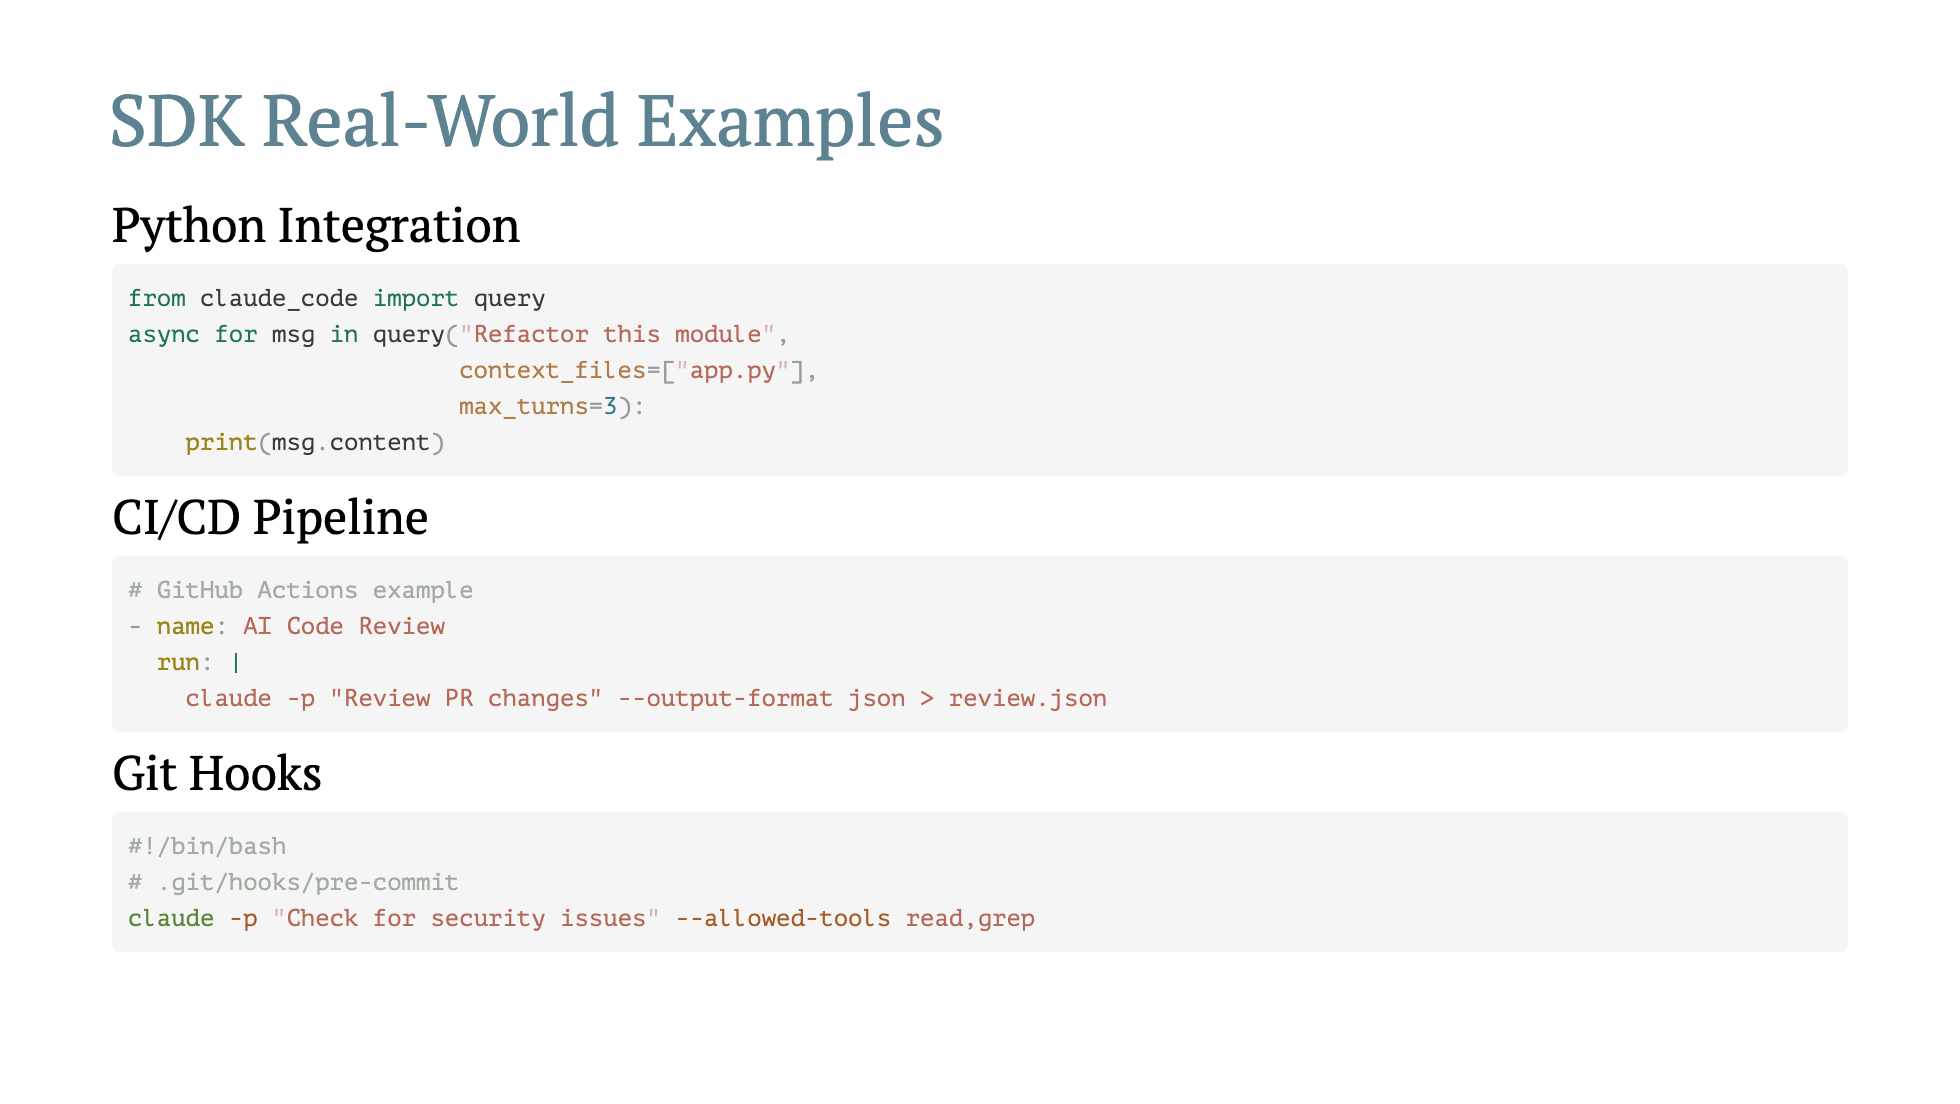 SDK Real-World Examples
Python Integration
from claude_code import query
async for msg in query("Refactor this module",
                       context_files=["app.py"],
                       max_turns=3):
    print(msg.content)
CI/CD Pipeline
# GitHub Actions example
- name: AI Code Review
  run: |
    claude -p "Review PR changes" --output-format json > review.json
Git Hooks
#!/bin/bash
# .git/hooks/pre-commit
claude -p "Check for security issues" --allowed-tools read,grep